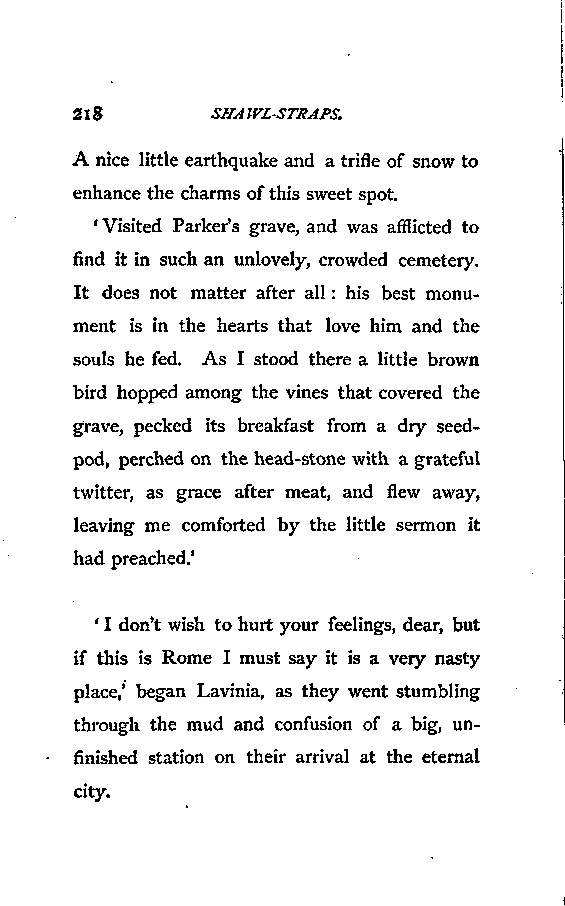 218 SHAWL-STRAPS.
A nice little earthquake and a trifle of snow to
enhance the charms of this sweet spot.
‘Visited Parker’s grave, and was afflicted to
find it in such an unlovely, crowded cemetery.
It does not matter after all : his best monu-
ment is in the hearts that love him and the
souls he fed. As I stood there a little brown
bird hopped among the vines that covered the
grave, pecked its breakfast from a dry seed-
pod, perched on the head-stone with a grateful
twitter, as grace after meat, and flew away,
leaving me comforted by the little sermon it
had preached.’
‘I don’t wish to hurt your feelings, dear, but
if this is Rome I must say it is a very nasty
place,’ began Lavinia, as they went stumbling
through the mud and confusion of a big, un-
finished station on their arrival at the eternal
city.